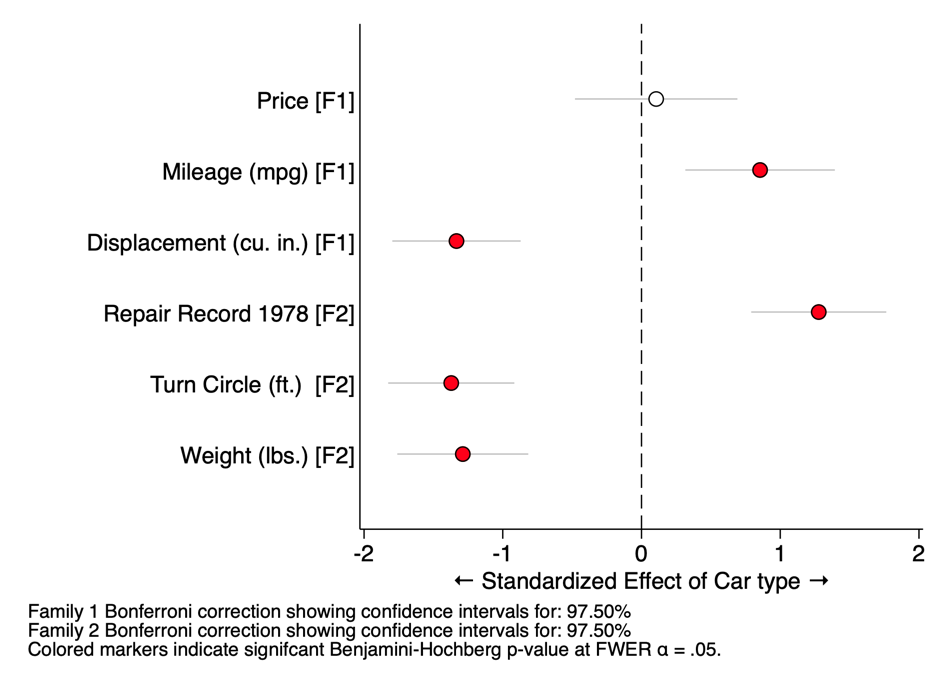 Price [F1]
Mileage (mpg) [F1]
Displacement (cu. in.) [F1]
Repair Record 1978 [F2]
Turn Circle (ft.)  [F2]
Weight (lbs.) [F2]
-2 -1 0 1 2
← Standardized Effect of Car type →
Family 1 Bonferroni correction showing confidence intervals for: 97.50%
Family 2 Bonferroni correction showing confidence intervals for: 97.50%
Colored markers indicate signifcant Benjamini-Hochberg p-value at FWER α = .05.